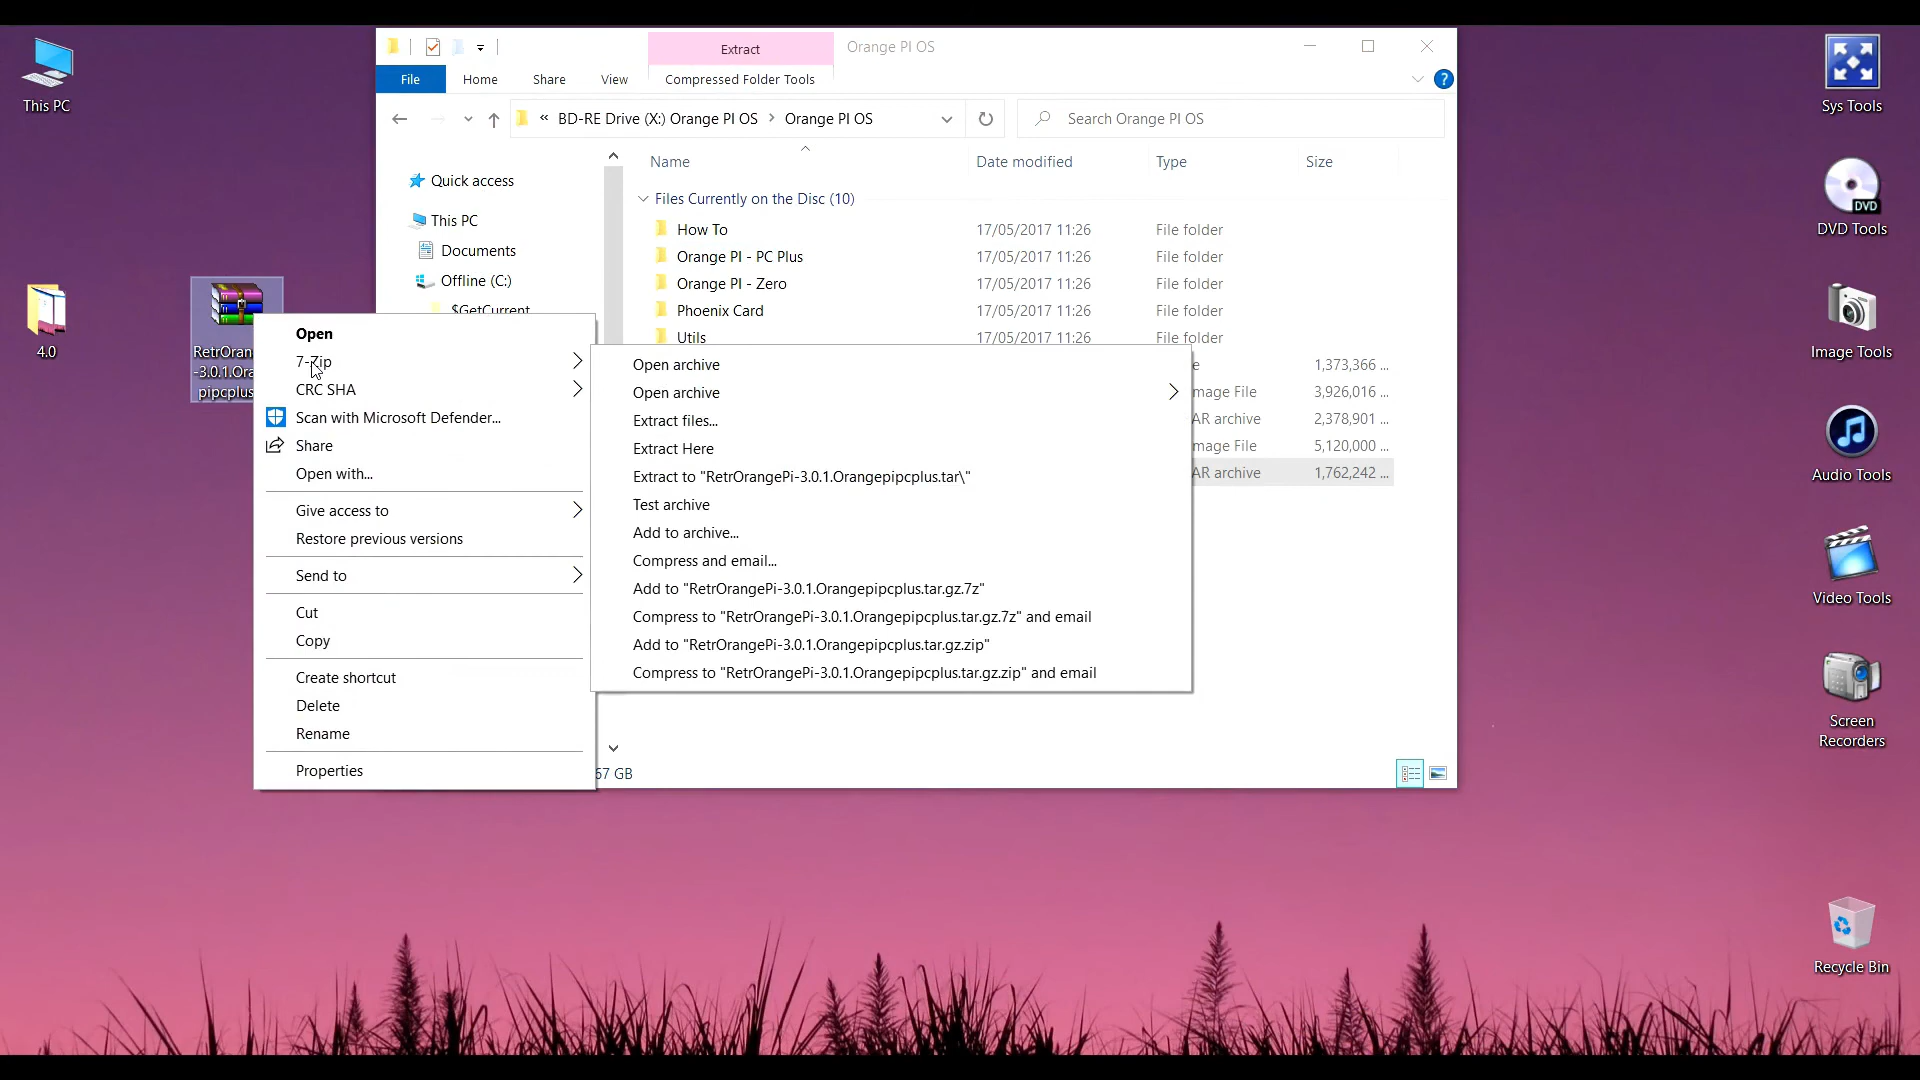 This PC
4.0
RetrOran
-3.0.1.Ora
pipcplus
Extract
Orange PI OS
File
Home
Share
View
Compressed Folder Tools
?
«
BD-RE Drive (X:) Orange PI OS
Orange PI OS
Search Orange PI OS
Name
Date modified
Type
Size
Quick access
This PC
Documents
Offline (C:)
$GetCurrent
Files Currently on the Disc (10)
How To 17/05/2017 11:26 File folder
Orange PI - PC Plus 17/05/2017 11:26 File folder
Orange PI - Zero 17/05/2017 11:26 File folder
Phoenix Card 17/05/2017 11:26 File folder
Utils 17/05/2017 11:26 File folder
e 1,373,366 ...
mage File 3,926,016 ...
AR archive 2,378,901 ...
mage File 5,120,000 ...
AR archive 1,762,242 ...
67 GB
Open
7-Zip
CRC SHA
Scan with Microsoft Defender...
Share
Open with...
Give access to
Restore previous versions
Send to
Cut
Copy
Create shortcut
Delete
Rename
Properties
Open archive
Open archive
Extract files...
Extract Here
Extract to "RetrOrangePi-3.0.1.Orangepipcplus.tar\"
Test archive
Add to archive...
Compress and email...
Add to "RetrOrangePi-3.0.1.Orangepipcplus.tar.gz.7z"
Compress to "RetrOrangePi-3.0.1.Orangepipcplus.tar.gz.7z" and email
Add to "RetrOrangePi-3.0.1.Orangepipcplus.tar.gz.zip"
Compress to "RetrOrangePi-3.0.1.Orangepipcplus.tar.gz.zip" and email
Sys Tools
DVD
DVD Tools
Image Tools
Audio Tools
Video Tools
Screen
Recorders
Recycle Bin